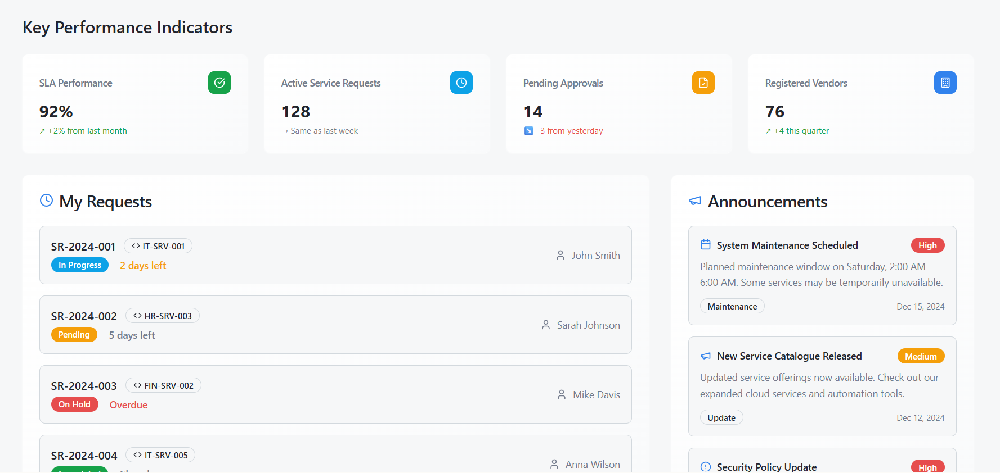 Key Performance Indicators
SLA Performance
92%
↗ +2% from last month
Active Service Requests
128
→ Same as last week
Pending Approvals
14
↘ -3 from yesterday
Registered Vendors
76
↗ +4 this quarter
My Requests
SR-2024-001 <> IT-SRV-001
In Progress 2 days left
John Smith
SR-2024-002 <> HR-SRV-003
Pending 5 days left
Sarah Johnson
SR-2024-003 <> FIN-SRV-002
On Hold Overdue
Mike Davis
SR-2024-004 <> IT-SRV-005
Anna Wilson
Announcements
System Maintenance Scheduled High
Planned maintenance window on Saturday, 2:00 AM -
6:00 AM. Some services may be temporarily unavailable.
Maintenance Dec 15, 2024
New Service Catalogue Released Medium
Updated service offerings now available. Check out our
expanded cloud services and automation tools.
Update Dec 12, 2024
Security Policy Update High